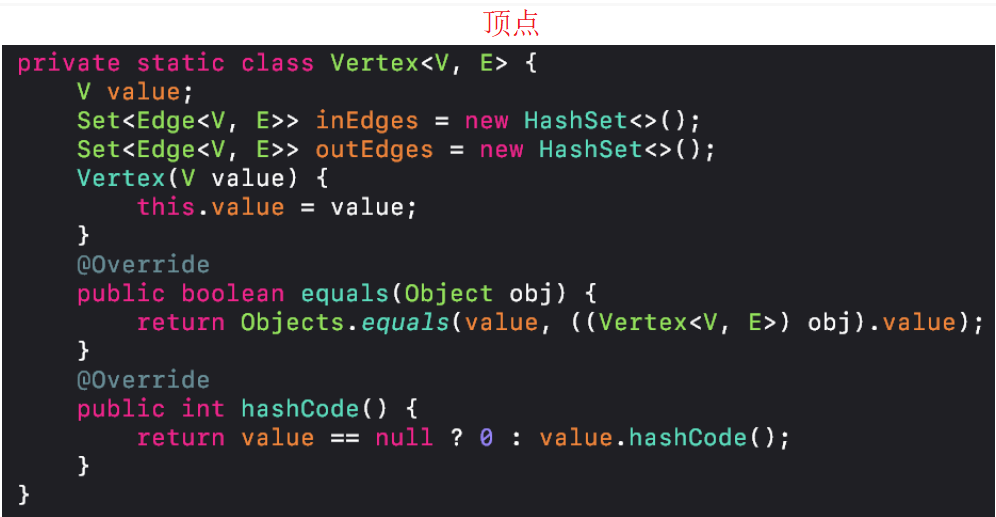 顶点
private static class Vertex<V, E> {
    V value;
    Set<Edge<V, E>> inEdges = new HashSet<>();
    Set<Edge<V, E>> outEdges = new HashSet<>();
    Vertex(V value) {
        this.value = value;
    }
    @Override
    public boolean equals(Object obj) {
        return Objects.equals(value, ((Vertex<V, E>) obj).value);
    }
    @Override
    public int hashCode() {
        return value == null ? 0 : value.hashCode();
    }
}